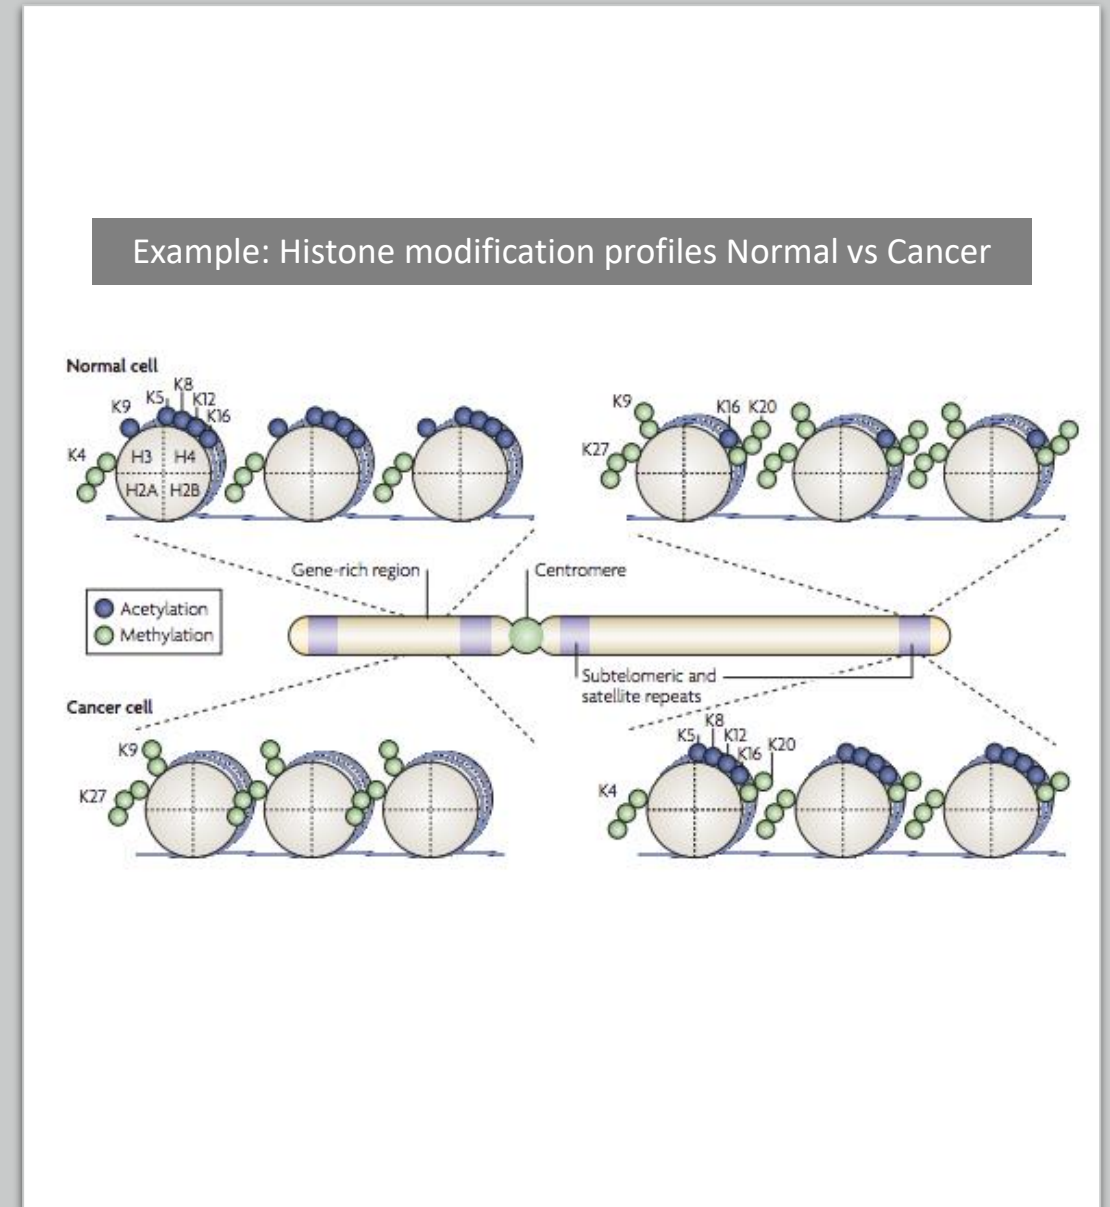 Example: Histone modification profiles Normal vs Cancer
Normal cell
K8
K5
K12
K9
K16
K4
H3
H4
H2A
H2B
K9
K16
K20
K27
Gene-rich region
Centromere
Acetylation
Methylation
Subtelomeric and
satellite repeats
Cancer cell
K9
K27
K8
K5
K12
K16
K20
K4